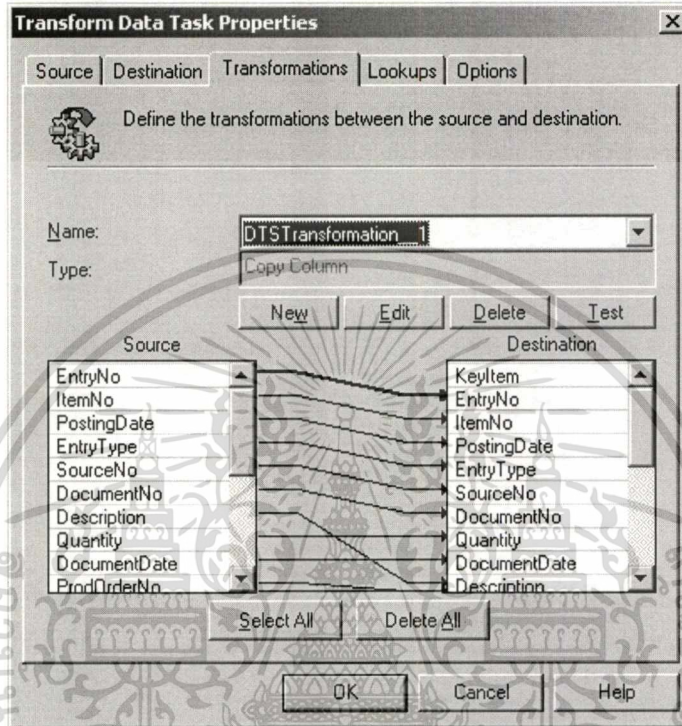 Transform Data Task Properties
Source Destination Transformations Lookups Options
Define the transformations between the source and destination.
Name: DTSTransformation__1
Type: Copy Column
New Edit Delete Test
Source Destination
EntryNo KeyItem
ItemNo EntryNo
PostingDate ItemNo
EntryType PostingDate
SourceNo EntryType
DocumentNo SourceNo
Description DocumentNo
Quantity Quantity
DocumentDate DocumentDate
ProdOrderNo Description
Select All Delete All
OK Cancel Help